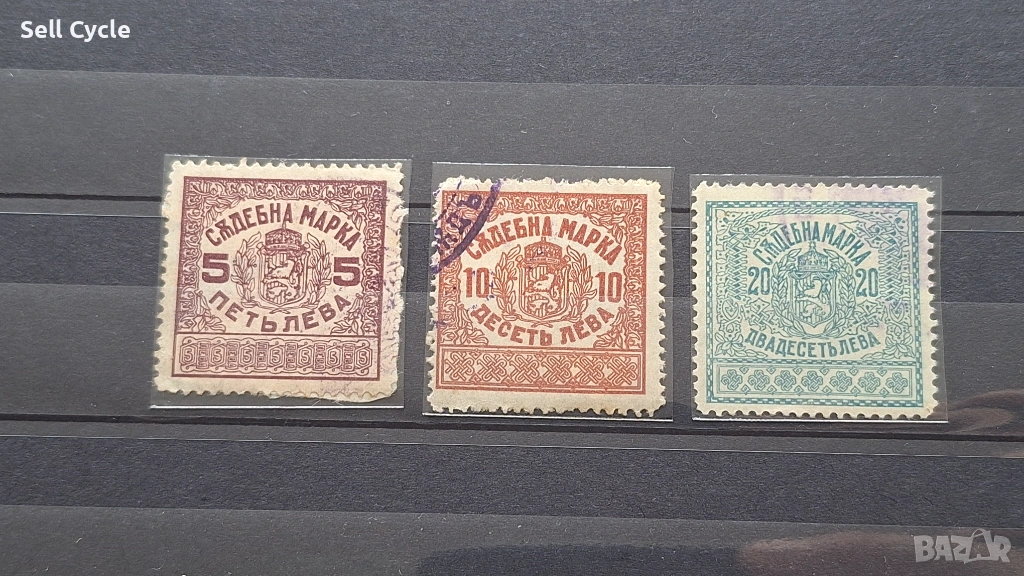 Sell Cycle
СѪДЕБНА МАРКА
5 5
ПЕТЬ ЛЕВА
СѪДЕБНА МАРКА
10 10
ДЕСЕТЬ ЛЕВА
СѪДЕБНА МАРКА
20 20
ДВАДЕСЕТЬ ЛЕВА
BAZAR